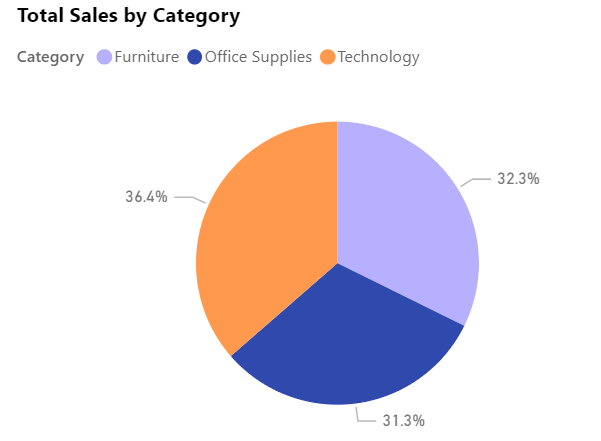 Total Sales by Category
Category Furniture Office Supplies Technology
36.4%
32.3%
31.3%